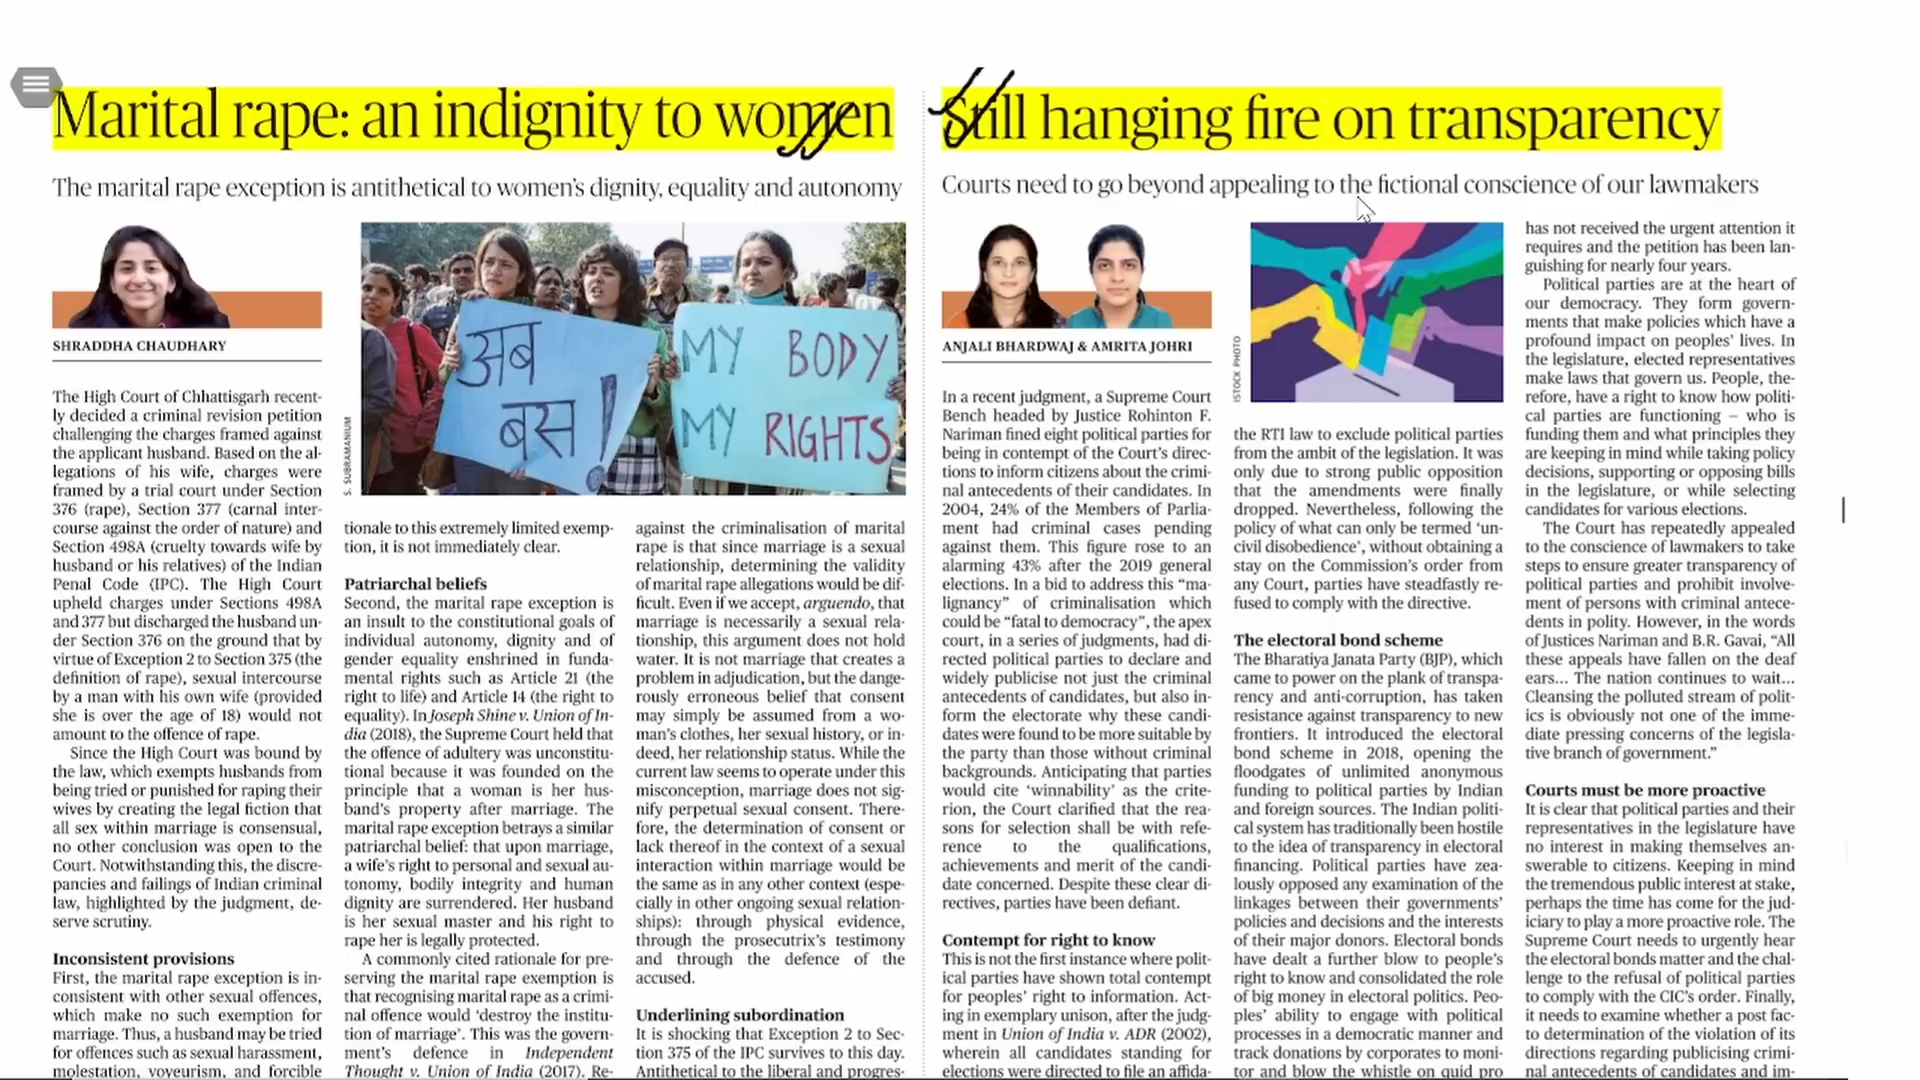 Marital rape: an indignity to women
The marital rape exception is antithetical to women's dignity, equality and autonomy
SHRADDHA CHAUDHARY
The High Court of Chhattisgarh recent-
ly decided a criminal revision petition
challenging the charges framed against
the applicant husband. Based on the al-
legations of his wife, charges were
framed by a trial court under Section
376 (rape), Section 377 (carnal inter-
course against the order of nature) and
Section 498A (cruelty towards wife by
husband or his relatives) of the Indian
Penal Code (IPC). The High Court
upheld charges under Sections 498A
and 377 but discharged the husband un-
der Section 376 on the ground that by
virtue of Exception 2 to Section 375 (the
definition of rape), sexual intercourse
by a man with his own wife (provided
she is over the age of 18) would not
amount to the offence of rape.
Since the High Court was bound by
the law, which exempts husbands from
being tried or punished for raping their
wives by creating the legal fiction that
all sex within marriage is consensual,
no other conclusion was open to the
Court. Notwithstanding this, the discre-
pancies and failings of Indian criminal
law, highlighted by the judgment, de-
serve scrutiny.
Inconsistent provisions
First, the marital rape exception is in-
consistent with other sexual offences,
which make no such exemption for
marriage. Thus, a husband may be tried
for offences such as sexual harassment,
molestation, voyeurism, and forcible
S. SUBRAMANIUM
अब
बस!
MY BODY
MY RIGHTS
tionale to this extremely limited exemp-
tion, it is not immediately clear.
Patriarchal beliefs
Second, the marital rape exception is
an insult to the constitutional goals of
individual autonomy, dignity and of
gender equality enshrined in funda-
mental rights such as Article 21 (the
right to life) and Article 14 (the right to
equality). In Joseph Shine v. Union of In-
dia (2018), the Supreme Court held that
the offence of adultery was unconstitu-
tional because it was founded on the
principle that a woman is her hus-
band's property after marriage. The
marital rape exception betrays a similar
patriarchal belief: that upon marriage,
a wife's right to personal and sexual au-
tonomy, bodily integrity and human
dignity are surrendered. Her husband
is her sexual master and his right to
rape her is legally protected.
A commonly cited rationale for pre-
serving the marital rape exemption is
that recognising marital rape as a crimi-
nal offence would 'destroy the institu-
tion of marriage'. This was the govern-
ment's defence in Independent
Thought v. Union of India (2017). Re-
against the criminalisation of marital
rape is that since marriage is a sexual
relationship, determining the validity
of marital rape allegations would be dif-
ficult. Even if we accept, arguendo, that
marriage is necessarily a sexual rela-
tionship, this argument does not hold
water. It is not marriage that creates a
problem in adjudication, but the dange-
rously erroneous belief that consent
may simply be assumed from a wo-
man's clothes, her sexual history, or in-
deed, her relationship status. While the
current law seems to operate under this
misconception, marriage does not sig-
nify perpetual sexual consent. There-
fore, the determination of consent or
lack thereof in the context of a sexual
interaction within marriage would be
the same as in any other context (espe-
cially in other ongoing sexual relation-
ships): through physical evidence,
through the prosecutrix's testimony
and through the defence of the
accused.
Underlining subordination
It is shocking that Exception 2 to Sec-
tion 375 of the IPC survives to this day.
Antithetical to the liberal and progres-
Still hanging fire on transparency
Courts need to go beyond appealing to the fictional conscience of our lawmakers
ANJALI BHARDWAJ & AMRITA JOHRI
In a recent judgment, a Supreme Court
Bench headed by Justice Rohinton F.
Nariman fined eight political parties for
being in contempt of the Court's direc-
tions to inform citizens about the crimi-
nal antecedents of their candidates. In
2004, 24% of the Members of Parlia-
ment had criminal cases pending
against them. This figure rose to an
alarming 43% after the 2019 general
elections. In a bid to address this "ma-
lignancy" of criminalisation which
could be "fatal to democracy", the apex
court, in a series of judgments, had di-
rected political parties to declare and
widely publicise not just the criminal
antecedents of candidates, but also in-
form the electorate why these candi-
dates were found to be more suitable by
the party than those without criminal
backgrounds. Anticipating that parties
would cite 'winnability' as the crite-
rion, the Court clarified that the rea-
sons for selection shall be with refe-
rence to the qualifications,
achievements and merit of the candi-
date concerned. Despite these clear di-
rectives, parties have been defiant.
Contempt for right to know
This is not the first instance where polit-
ical parties have shown total contempt
for peoples' right to information. Act-
ing in exemplary unison, after the judg-
ment in Union of India v. ADR (2002),
wherein all candidates standing for
elections were directed to file an affida-
ISTOCK PHOTO
the RTI law to exclude political parties
from the ambit of the legislation. It was
only due to strong public opposition
that the amendments were finally
dropped. Nevertheless, following the
policy of what can only be termed 'un-
civil disobedience', without obtaining a
stay on the Commission's order from
any Court, parties have steadfastly re-
fused to comply with the directive.
The electoral bond scheme
The Bharatiya Janata Party (BJP), which
came to power on the plank of transpa-
rency and anti-corruption, has taken
resistance against transparency to new
frontiers. It introduced the electoral
bond scheme in 2018, opening the
floodgates of unlimited anonymous
funding to political parties by Indian
and foreign sources. The Indian politi-
cal system has traditionally been hostile
to the idea of transparency in electoral
financing. Political parties have zea-
lously opposed any examination of the
linkages between their governments'
policies and decisions and the interests
of their major donors. Electoral bonds
have dealt a further blow to people's
right to know and consolidated the role
of big money in electoral politics. Peo-
ples' ability to engage with political
processes in a democratic manner and
track donations by corporates to moni-
tor and blow the whistle on quid pro
has not received the urgent attention it
requires and the petition has been lan-
guishing for nearly four years.
Political parties are at the heart of
our democracy. They form govern-
ments that make policies which have a
profound impact on peoples' lives. In
the legislature, elected representatives
make laws that govern us. People, the-
refore, have a right to know how politi-
cal parties are functioning – who is
funding them and what principles they
are keeping in mind while taking policy
decisions, supporting or opposing bills
in the legislature, or while selecting
candidates for various elections.
The Court has repeatedly appealed
to the conscience of lawmakers to take
steps to ensure greater transparency of
political parties and prohibit involve-
ment of persons with criminal antece-
dents in polity. However, in the words
of Justices Nariman and B.R. Gavai, "All
these appeals have fallen on the deaf
ears... The nation continues to wait...
Cleansing the polluted stream of polit-
ics is obviously not one of the imme-
diate pressing concerns of the legisla-
tive branch of government."
Courts must be more proactive
It is clear that political parties and their
representatives in the legislature have
no interest in making themselves an-
swerable to citizens. Keeping in mind
the tremendous public interest at stake,
perhaps the time has come for the jud-
iciary to play a more proactive role. The
Supreme Court needs to urgently hear
the electoral bonds matter and the chal-
lenge to the refusal of political parties
to comply with the CIC's order. Finally,
it needs to examine whether a post fac-
to determination of the violation of its
directions regarding publicising crimi-
nal antecedents of candidates and im-